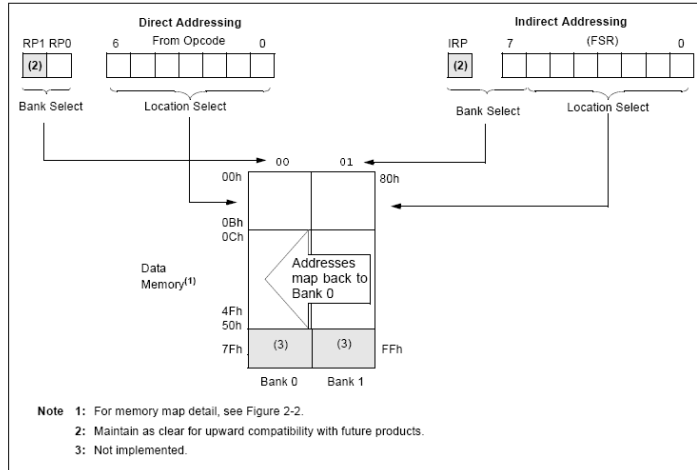 Direct Addressing
Indirect Addressing
RP1 RP0
6
From Opcode
0
IRP
7
(FSR)
0
(2)
(2)
Bank Select
Location Select
Bank Select
Location Select
00
01
00h
80h
0Bh
0Ch
Data
Memory(1)
Addresses
map back to
Bank 0
4Fh
50h
7Fh
(3)
(3)
FFh
Bank 0
Bank 1
Note 1: For memory map detail, see Figure 2-2.
2: Maintain as clear for upward compatibility with future products.
3: Not implemented.